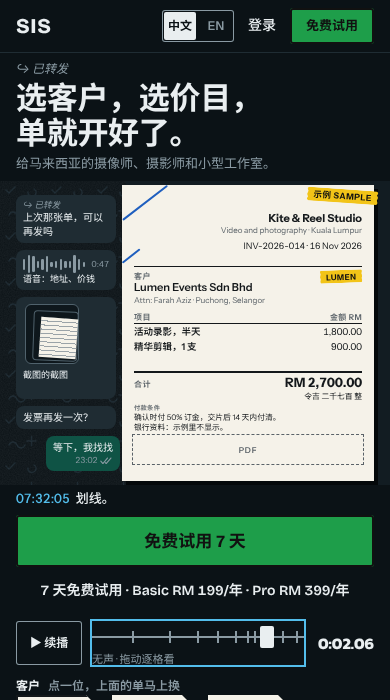 SIS
中文 EN 登录 免费试用
↪ 已转发
选客户，选价目，
单就开好了。
给马来西亚的摄像师、摄影师和小型工作室。
↪ 已转发
上次那张单，可以
再发吗
0:47
语音：地址、价钱
截图的截图
发票再发一次？
等下，我找找
23:02
示例 SAMPLE
Kite & Reel Studio
Video and photography · Kuala Lumpur
INV-2026-014 · 16 Nov 2026
客户
LUMEN
Lumen Events Sdn Bhd
Attn: Farah Aziz · Puchong, Selangor
项目 金额 RM
活动录影，半天 1,800.00
精华剪辑，1 支 900.00
合计 RM 2,700.00
令吉 二千七百 整
付款条件
确认时付 50% 订金，交片后 14 天内付清。
银行资料：示例里不显示。
PDF
07:32:05 划线。
免费试用 7 天
7 天免费试用 · Basic RM 199/年 · Pro RM 399/年
▶ 续播
无声 · 拖动逐格看
0:02.06
客户 点一位，上面的单马上换